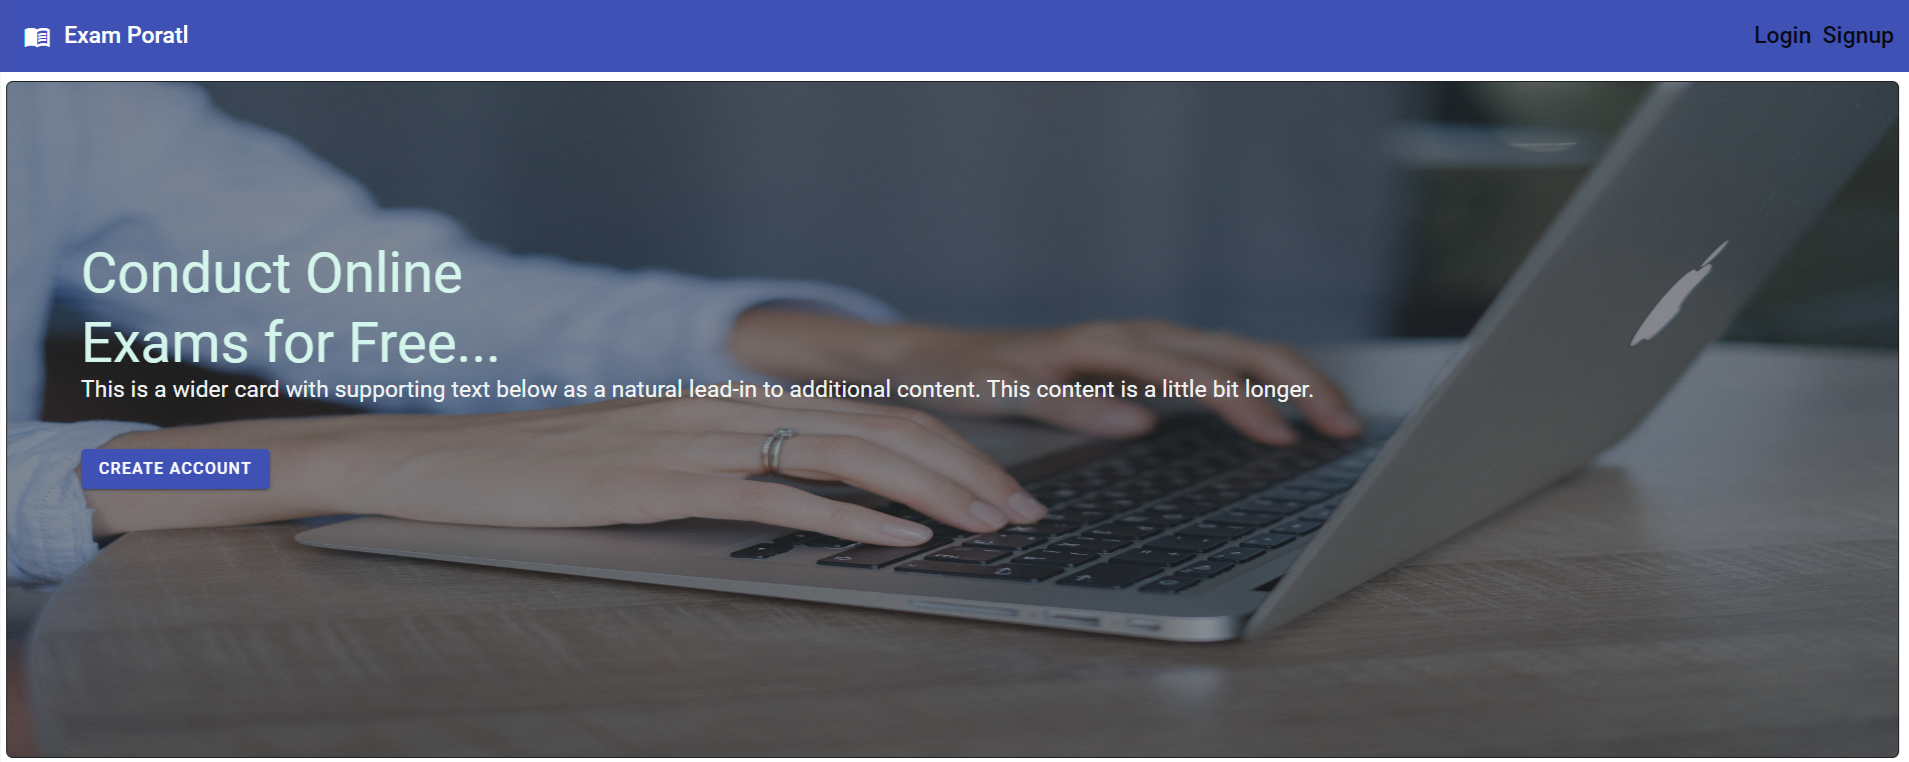 Exam Poratl
Login Signup
Conduct Online
Exams for Free...
This is a wider card with supporting text below as a natural lead-in to additional content. This content is a little bit longer.
CREATE ACCOUNT